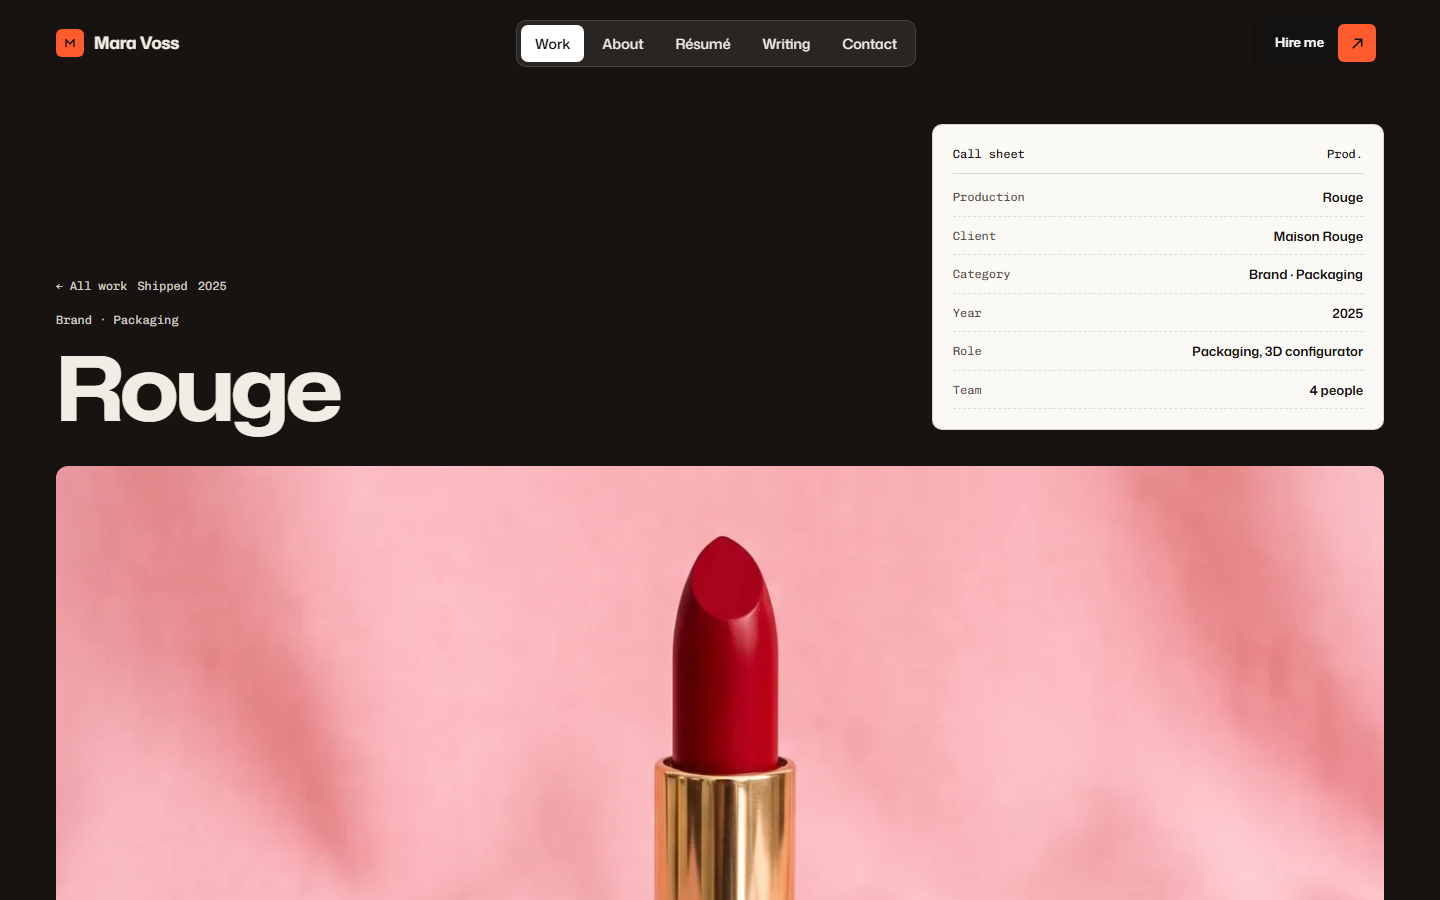 M Mara Voss
Work About Résumé Writing Contact
Hire me
Call sheet Prod.
Production Rouge
Client Maison Rouge
Category Brand · Packaging
Year 2025
Role Packaging, 3D configurator
Team 4 people
← All work Shipped 2025
Brand · Packaging
Rouge